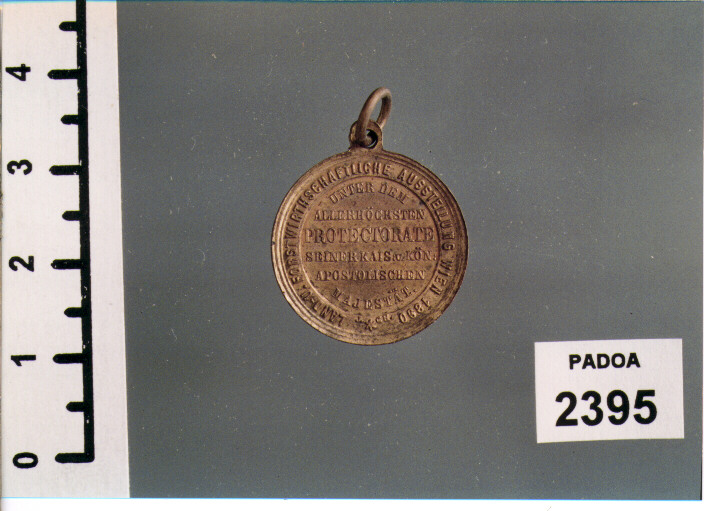 4
3
2
1
0
LAND-U. FORSTWIRTHSCHAFTLICHE AUSSTELLUNG WIEN 1890
UNTER DEM
ALLERHÖCHSTEN
PROTECTORATE
SEINER KAIS. & KÖN.
APOSTOLISCHEN
MAJESTÄT.
PADOA
2395